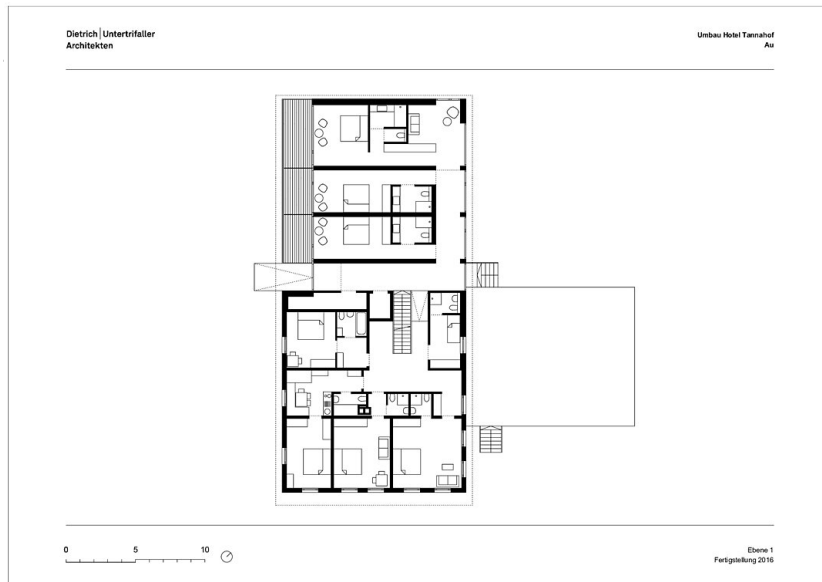 Dietrich|Untertrifaller
Architekten
Umbau Hotel Tannahof
Au
0 5 10
Ebene 1
Fertigstellung 2016